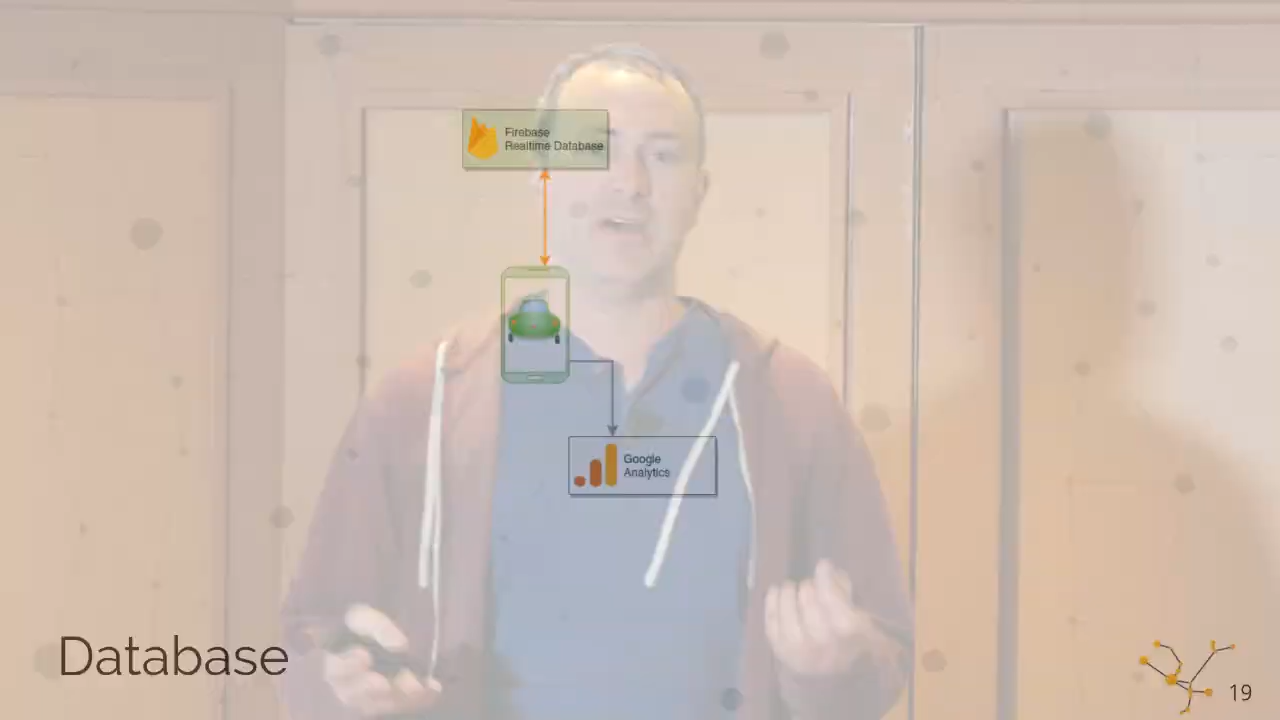 Firebase
Realtime Database
Google
Analytics
Database
19